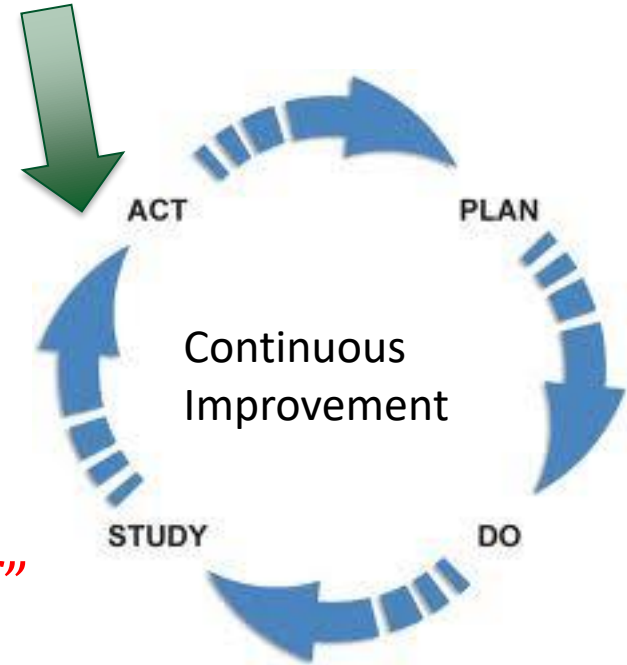 ACT
PLAN
Continuous
Improvement
STUDY
DO
”